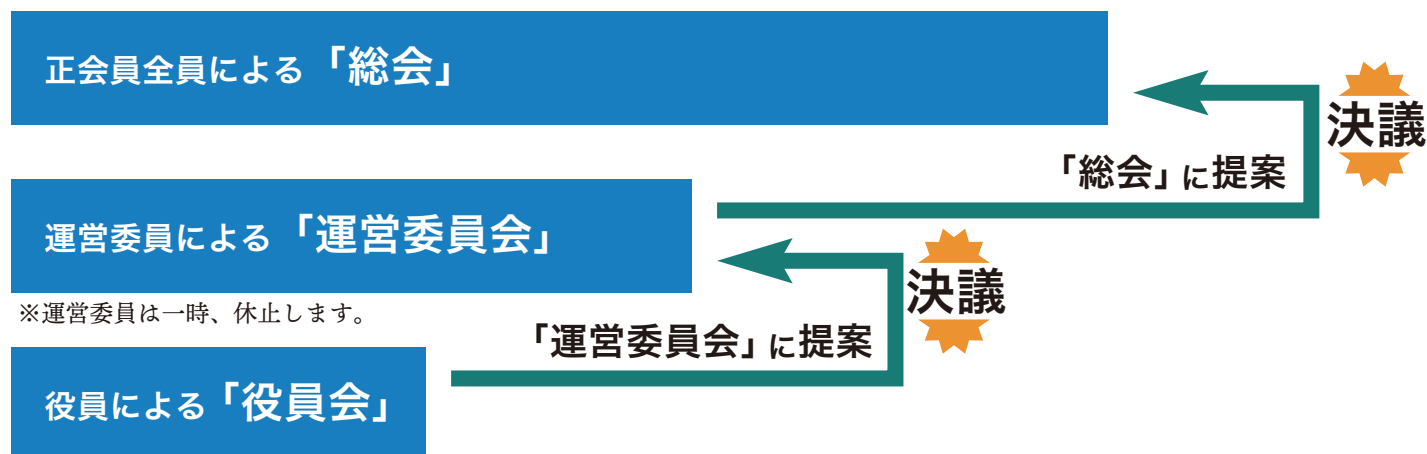 正会員全員による「総会」
決議
「総会」に提案
運営委員による「運営委員会」
※運営委員は一時、休止します。
決議
「運営委員会」に提案
役員による「役員会」